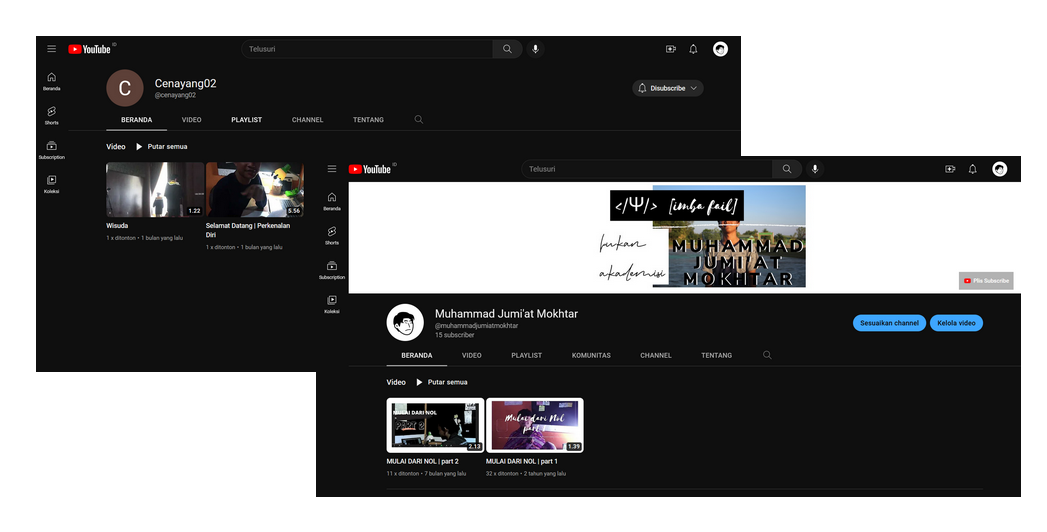 YouTube ID
Telusuri
Beranda
Shorts
Subscription
Koleksi
C
Cenayang02
@cenayang02
Disubscribe
BERANDA VIDEO PLAYLIST CHANNEL TENTANG
Video Putar semua
1.22
5.56
Wisuda
1 x ditonton • 1 bulan yang lalu
Selamat Datang | Perkenalan
Diri
1 x ditonton • 1 bulan yang lalu
YouTube ID
Telusuri
Beranda
Shorts
Subscription
Koleksi
</Ψ/> [imba fail]
bukan
akademisi
MUHAMMAD
JUMI'AT
MOKHTAR
Pliss Subscribe
Muhammad Jumi'at Mokhtar
@muhammadjumiatmokhtar
15 subscriber
Sesuaikan channel
Kelola video
BERANDA VIDEO PLAYLIST KOMUNITAS CHANNEL TENTANG
Video Putar semua
MULAI DARI NOL
PART 2
2.13
Mulai dari Nol
part 1
1.39
MULAI DARI NOL | part 2
11 x ditonton • 7 bulan yang lalu
MULAI DARI NOL | part 1
32 x ditonton • 2 tahun yang lalu